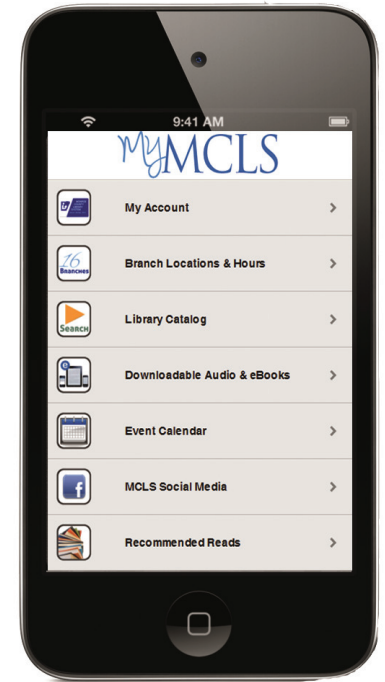 9:41 AM
MyMCLS
My Account
16
BRANCHES
Branch Locations & Hours
SEARCH
Library Catalog
e
Downloadable Audio & eBooks
Event Calendar
f
MCLS Social Media
Recommended Reads